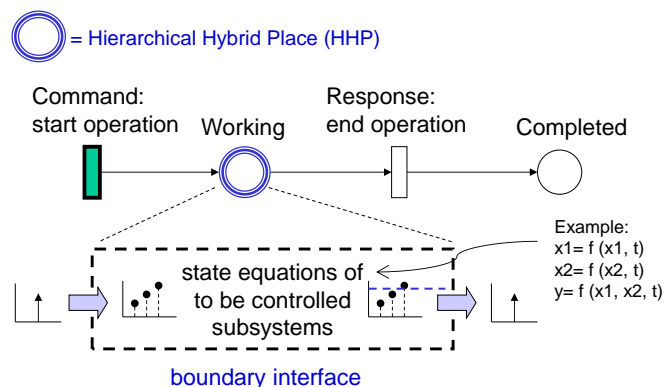 = Hierarchical Hybrid Place (HHP)
Command:
start operation
Working
Response:
end operation
Completed
Example:
x1= f (x1, t)
x2= f (x2, t)
y= f (x1, x2, t)
state equations of
to be controlled
subsystems
boundary interface